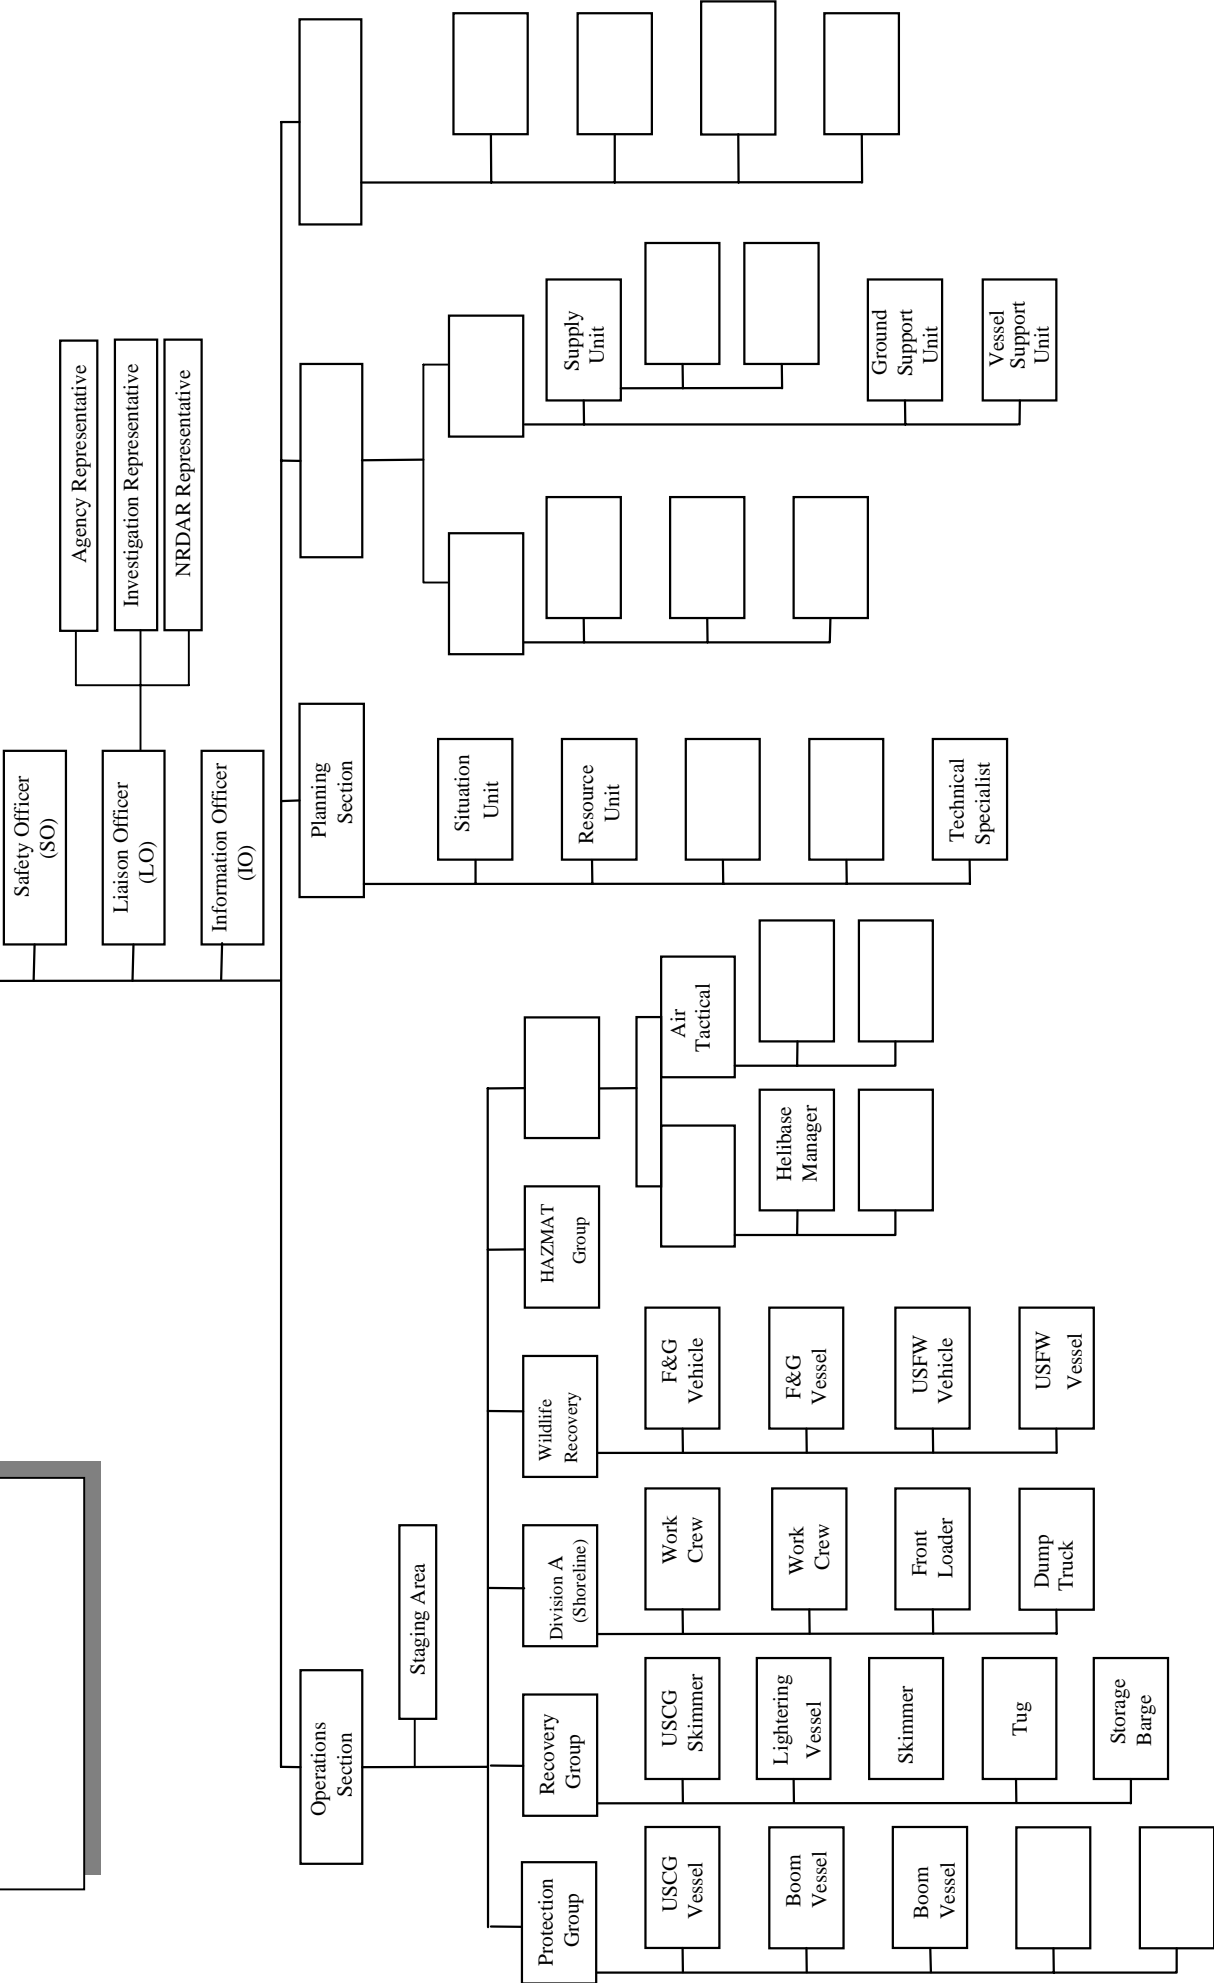 Safety Officer
(SO)
Liaison Officer
(LO)
Information Officer
(IO)
Agency Representative
Investigation Representative
NRDAR Representative
Operations
Section
Staging Area
Protection
Group
USCG
Vessel
Boom
Vessel
Boom
Vessel
Recovery
Group
USCG
Skimmer
Lightering
Vessel
Skimmer
Tug
Storage
Barge
Division A
(Shoreline)
Work
Crew
Work
Crew
Front
Loader
Dump
Truck
Wildlife
Recovery
F&G
Vehicle
F&G
Vessel
USFW
Vehicle
USFW
Vessel
HAZMAT
Group
Helibase
Manager
Air
Tactical
Planning
Section
Situation
Unit
Resource
Unit
Technical
Specialist
Supply
Unit
Ground
Support
Unit
Vessel
Support
Unit